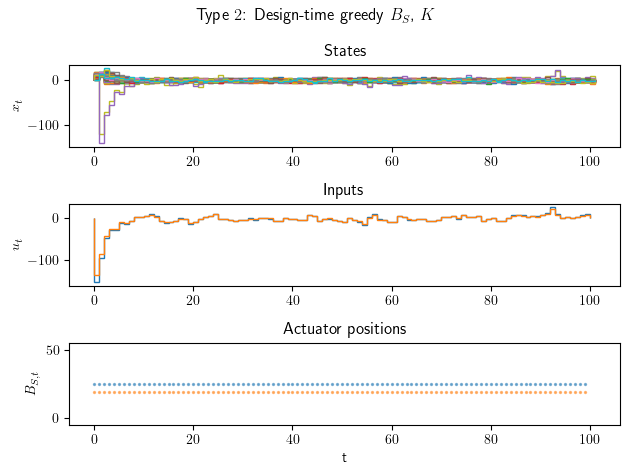 Type 2: Design-time greedy $B_S$, $K$
States
0
−100
$x_t$
0 20 40 60 80 100
Inputs
0
−100
$u_t$
0 20 40 60 80 100
Actuator positions
50
0
$B_{S,t}$
0 20 40 60 80 100
t